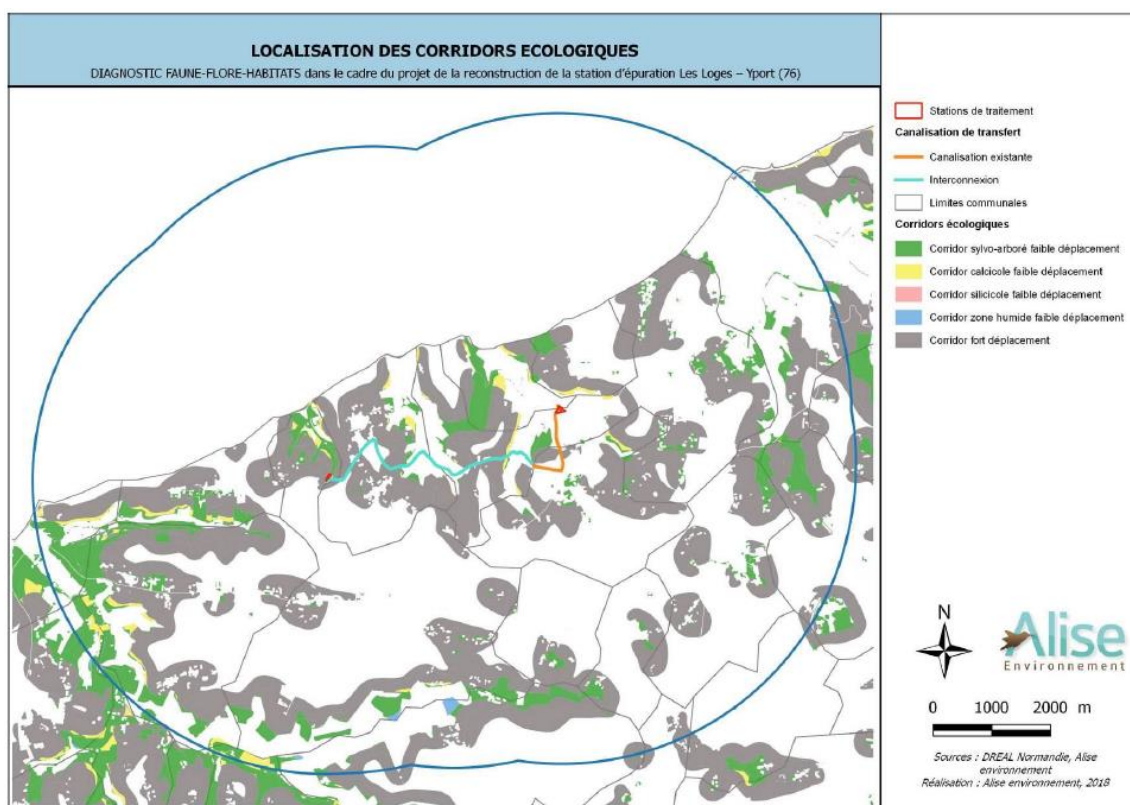 LOCALISATION DES CORRIDORS ECOLOGIQUES
DIAGNOSTIC FAUNE-FLORE-HABITATS dans le cadre du projet de la reconstruction de la station d'épuration Les Loges – Yport (76)
Stations de traitement
Canalisation de transfert
Canalisation existante
Interconnexion
Limites communales
Corridors écologiques
Corridor sylvo-arboré faible déplacement
Corridor calcicole faible déplacement
Corridor silicicole faible déplacement
Corridor zone humide faible déplacement
Corridor fort déplacement
N
Alise
Environnement
0 1000 2000 m
Sources : DREAL Normandie, Alise
environnement
Réalisation : Alise environnement, 2018